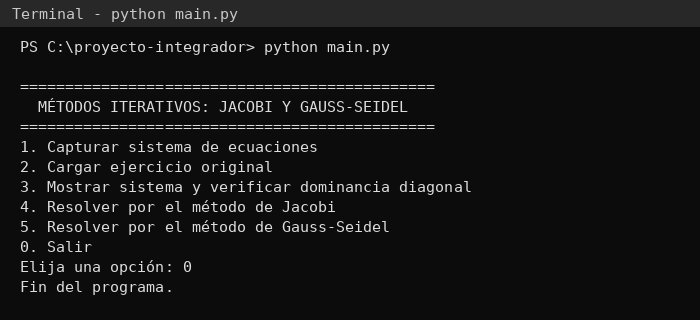 Terminal - python main.py
PS C:\proyecto-integrador> python main.py
==============================================
MÉTODOS ITERATIVOS: JACOBI Y GAUSS-SEIDEL
==============================================
1. Capturar sistema de ecuaciones
2. Cargar ejercicio original
3. Mostrar sistema y verificar dominancia diagonal
4. Resolver por el método de Jacobi
5. Resolver por el método de Gauss-Seidel
0. Salir
Elija una opción: 0
Fin del programa.